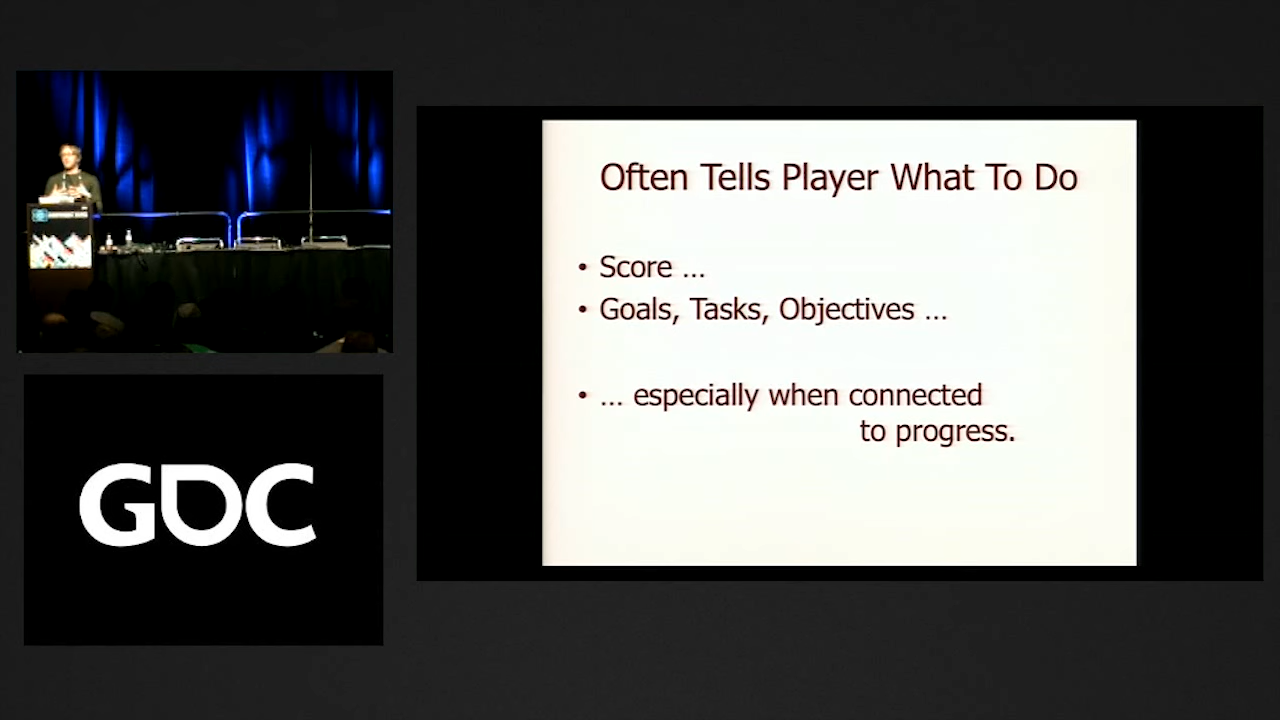 Often Tells Player What To Do
• Score ...
• Goals, Tasks, Objectives ...
• ... especially when connected
to progress.
GDC